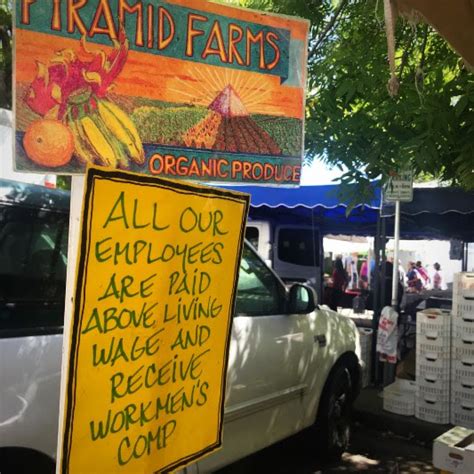 PYRAMID FARMS
ORGANIC PRODUCE
ALL OUR
EMPLOYEES
ARE PAID
ABOVE LIVING
WAGE AND
RECEIVE
WORKMEN'S
COMP